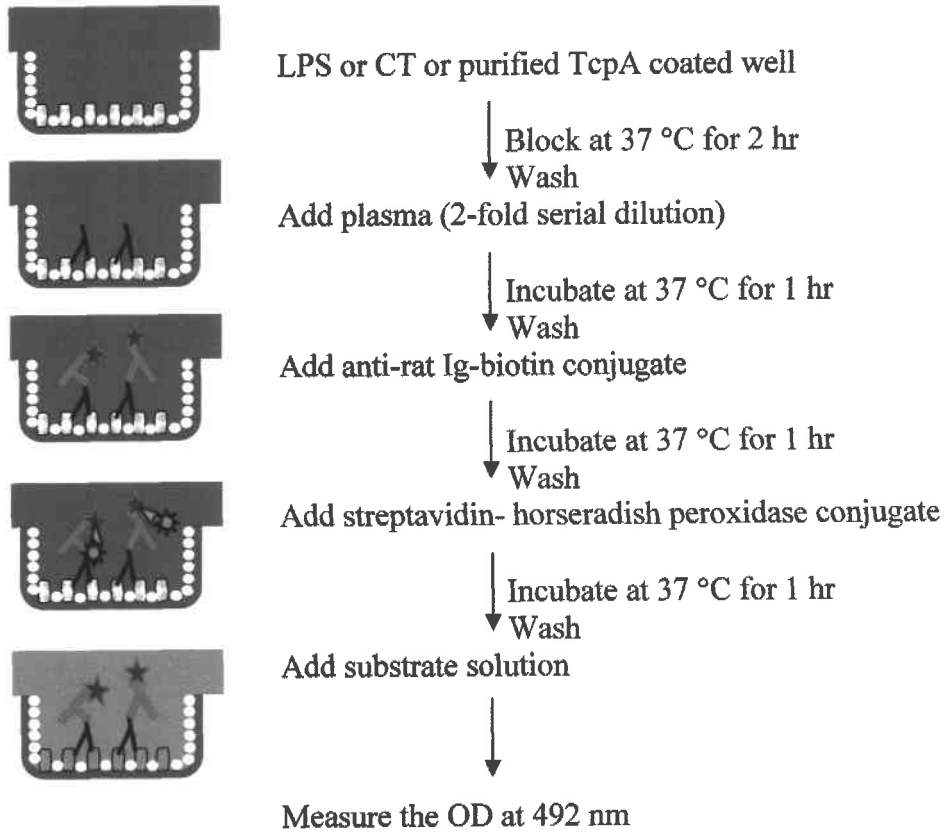 LPS or CT or purified TcpA coated well
Block at 37 °C for 2 hr
Wash
Add plasma (2-fold serial dilution)
Incubate at 37 °C for 1 hr
Wash
Add anti-rat Ig-biotin conjugate
Incubate at 37 °C for 1 hr
Wash
Add streptavidin- horseradish peroxidase conjugate
Incubate at 37 °C for 1 hr
Wash
Add substrate solution
Measure the OD at 492 nm